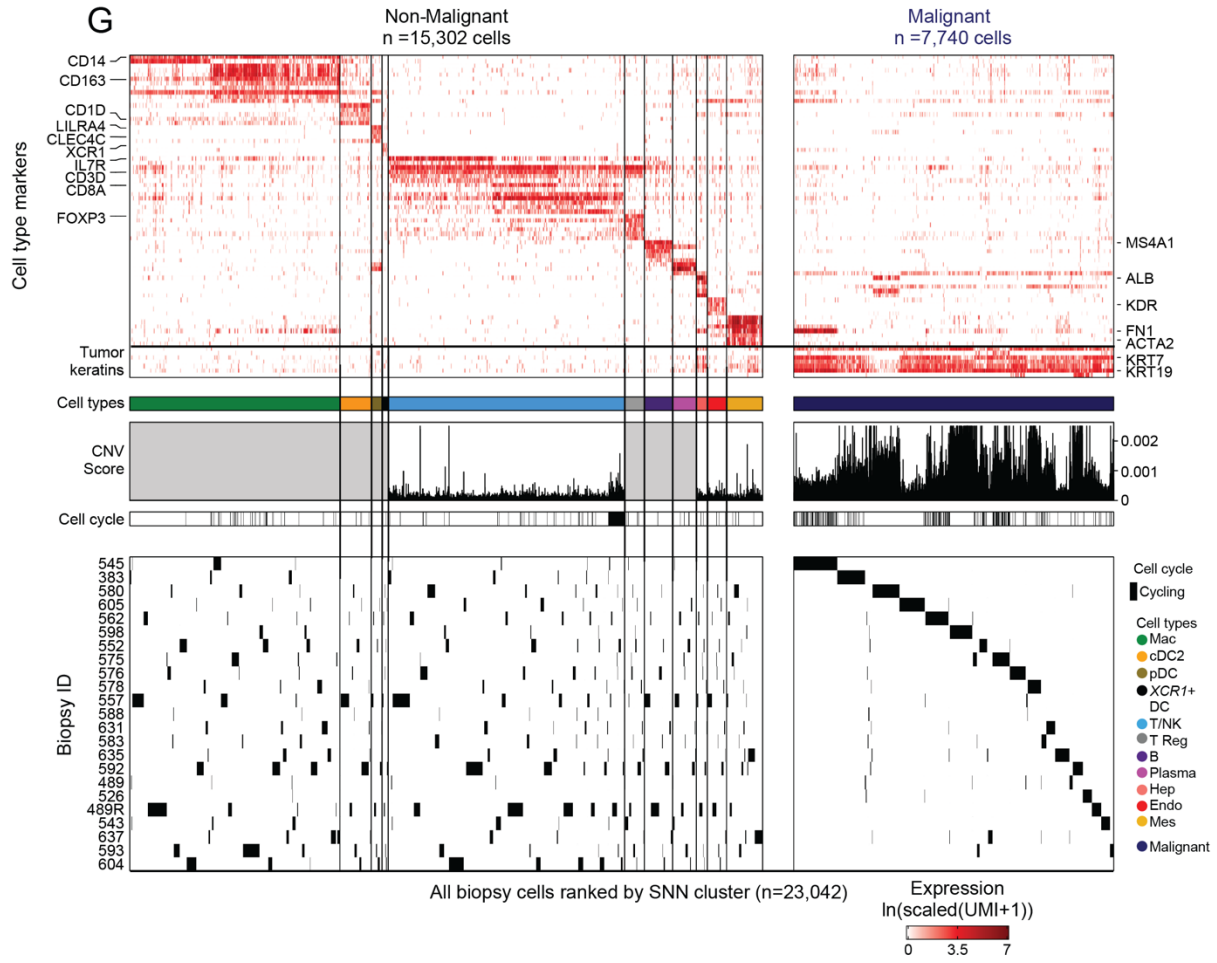 G
Non-Malignant
n =15,302 cells
Malignant
n =7,740 cells
Cell type markers
CD14
CD163
CD1D
LILRA4
CLEC4C
XCR1
IL7R
CD3D
CD8A
FOXP3
MS4A1
ALB
KDR
FN1
ACTA2
KRT7
KRT19
Tumor
keratins
Cell types
CNV
Score
0.002
0.001
0
Cell cycle
Biopsy ID
545
383
580
605
562
598
552
575
576
578
557
588
631
583
635
592
489
526
489R
543
637
593
604
Cell cycle
Cycling
Cell types
Mac
cDC2
pDC
XCR1+
DC
T/NK
T Reg
B
Plasma
Hep
Endo
Mes
Malignant
All biopsy cells ranked by SNN cluster (n=23,042)
Expression
ln(scaled(UMI+1))
0 3.5 7